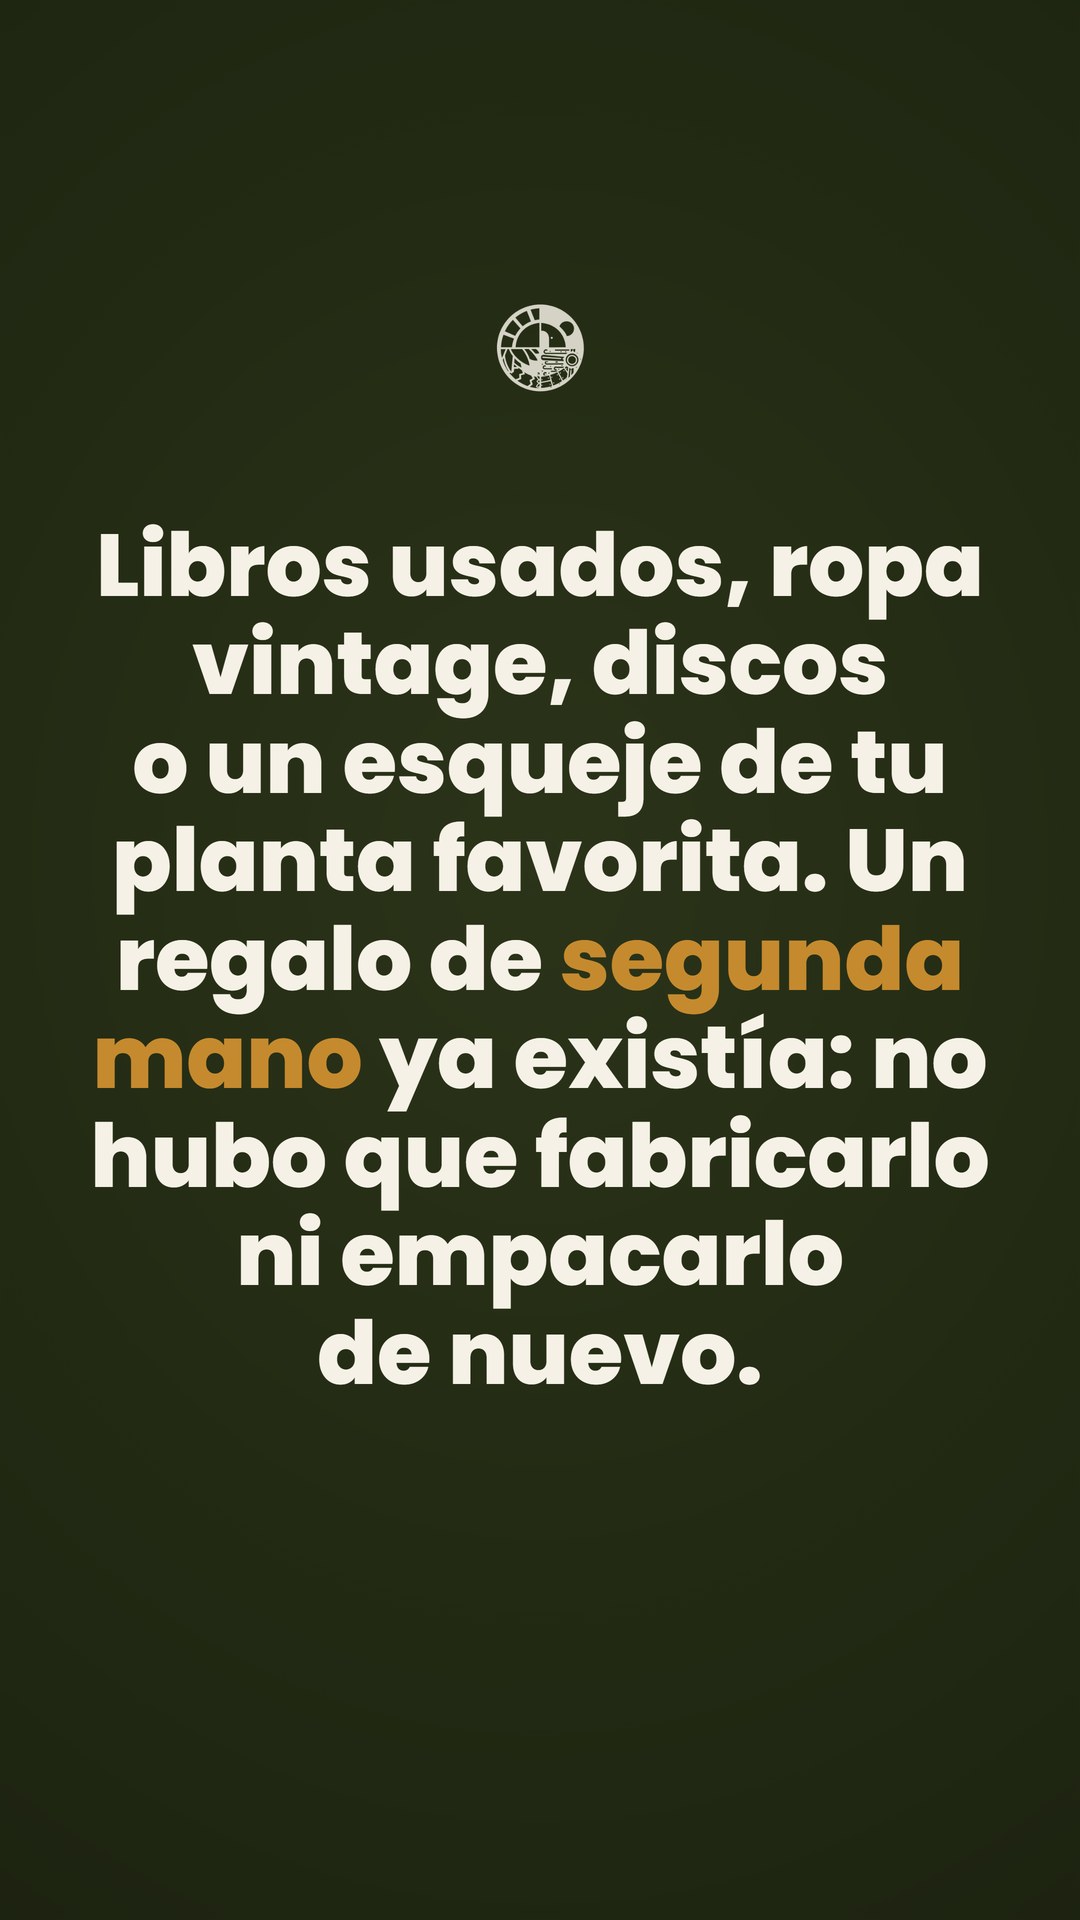 Libros usados, ropa
vintage, discos
o un esqueje de tu
planta favorita. Un
regalo de segunda
mano ya existía: no
hubo que fabricarlo
ni empacarlo
de nuevo.